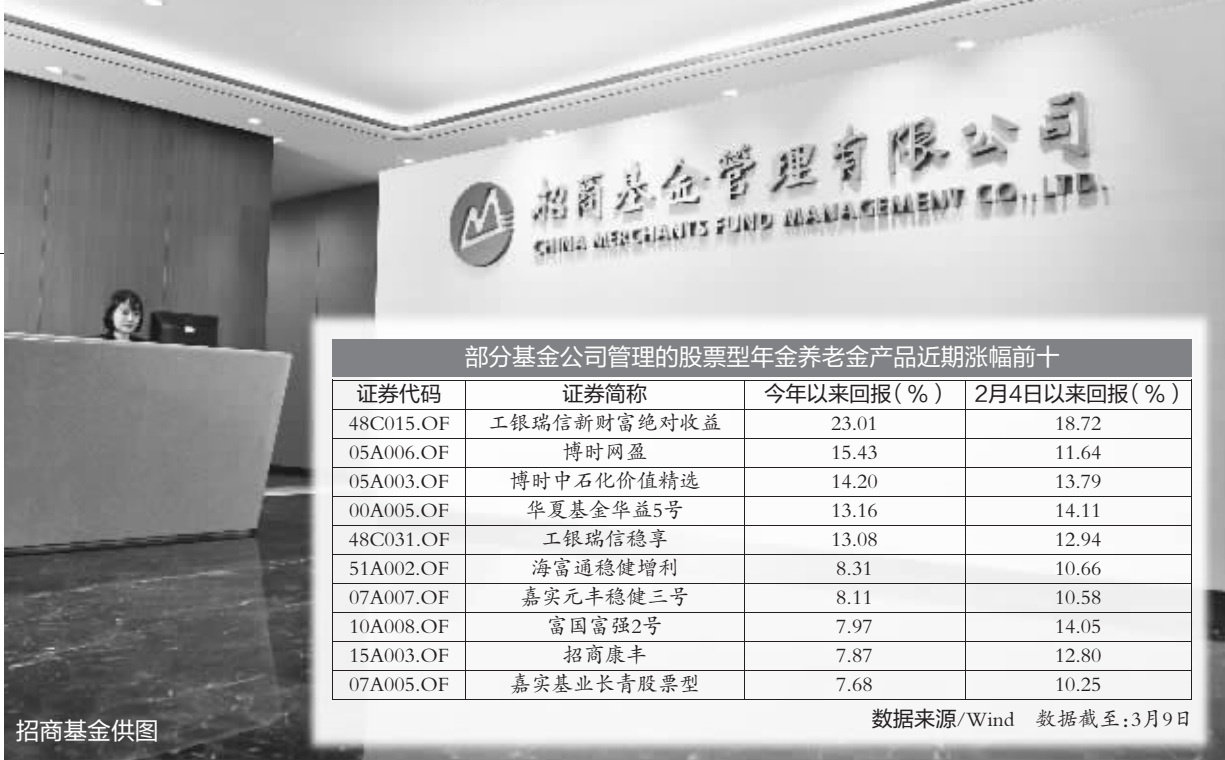 招商基金管理有限公司
CHINA MERCHANTS FUND MANAGEMENT CO., LTD.
部分基金公司管理的股票型年金养老金产品近期涨幅前十
证券代码 证券简称 今年以来回报(%) 2月4日以来回报(%)
48C015.OF 工银瑞信新财富绝对收益 23.01 18.72
05A006.OF 博时网盈 15.43 11.64
05A003.OF 博时中石化价值精选 14.20 13.79
00A005.OF 华夏基金华益5号 13.16 14.11
48C031.OF 工银瑞信稳享 13.08 12.94
51A002.OF 海富通稳健增利 8.31 10.66
07A007.OF 嘉实元丰稳健三号 8.11 10.58
10A008.OF 富国富强2号 7.97 14.05
15A003.OF 招商康丰 7.87 12.80
07A005.OF 嘉实基业长青股票型 7.68 10.25
数据来源/Wind 数据截至:3月9日
招商基金供图